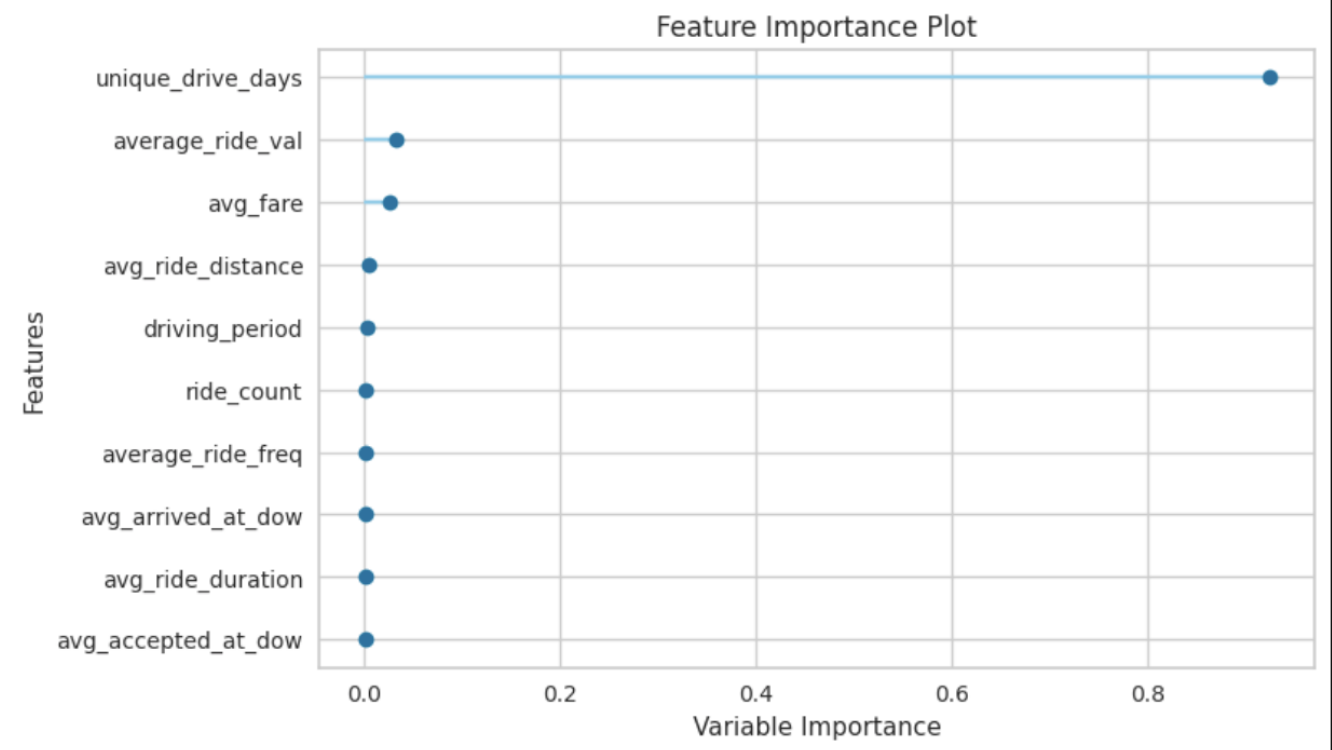 Feature Importance Plot
unique_drive_days
average_ride_val
avg_fare
avg_ride_distance
driving_period
ride_count
average_ride_freq
avg_arrived_at_dow
avg_ride_duration
avg_accepted_at_dow
Features
0.0 0.2 0.4 0.6 0.8
Variable Importance